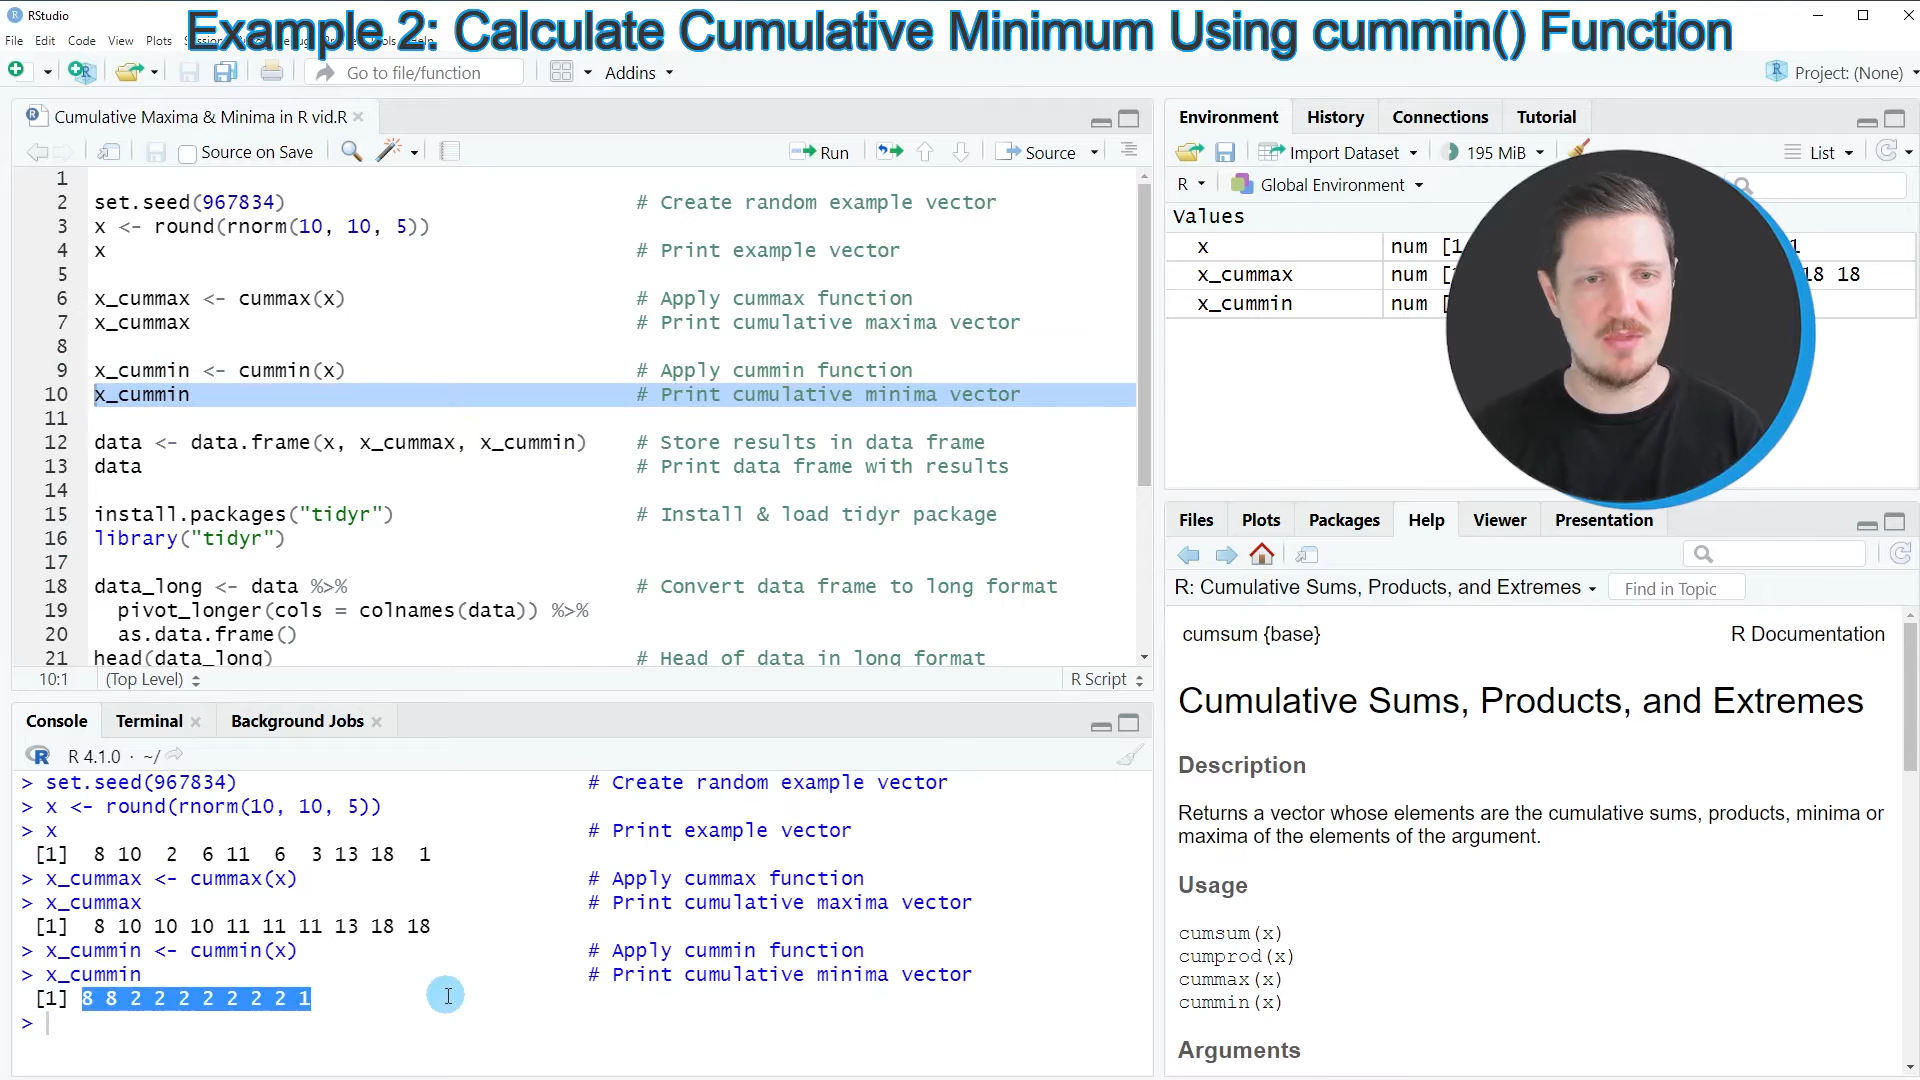 RStudio
Example 2: Calculate Cumulative Minimum Using cummin() Function
File Edit Code View Plots
Go to file/function
Addins
Project: (None)
Cumulative Maxima & Minima in R vid.R
Source on Save
Run
Source
1
2 set.seed(967834) # Create random example vector
3 x <- round(rnorm(10, 10, 5))
4 x # Print example vector
5
6 x_cummax <- cummax(x) # Apply cummax function
7 x_cummax # Print cumulative maxima vector
8
9 x_cummin <- cummin(x) # Apply cummin function
10 x_cummin # Print cumulative minima vector
11
12 data <- data.frame(x, x_cummax, x_cummin) # Store results in data frame
13 data # Print data frame with results
14
15 install.packages("tidyr") # Install & load tidyr package
16 library("tidyr")
17
18 data_long <- data %>% # Convert data frame to long format
19 pivot_longer(cols = colnames(data)) %>%
20 as.data.frame()
21 head(data_long) # Head of data in long format
10:1 (Top Level) R Script
Console Terminal Background Jobs
R 4.1.0 · ~/
> set.seed(967834) # Create random example vector
> x <- round(rnorm(10, 10, 5))
> x # Print example vector
[1] 8 10 2 6 11 6 3 13 18 1
> x_cummax <- cummax(x) # Apply cummax function
> x_cummax # Print cumulative maxima vector
[1] 8 10 10 10 11 11 11 13 18 18
> x_cummin <- cummin(x) # Apply cummin function
> x_cummin # Print cumulative minima vector
[1] 8 8 2 2 2 2 2 2 2 1
>
Environment History Connections Tutorial
Import Dataset 195 MiB List
R Global Environment
Values
x num [1 1
x_cummax num [ 18 18
x_cummin num [
Files Plots Packages Help Viewer Presentation
R: Cumulative Sums, Products, and Extremes Find in Topic
cumsum {base} R Documentation
Cumulative Sums, Products, and Extremes
Description
Returns a vector whose elements are the cumulative sums, products, minima or
maxima of the elements of the argument.
Usage
cumsum(x)
cumprod(x)
cummax(x)
cummin(x)
Arguments